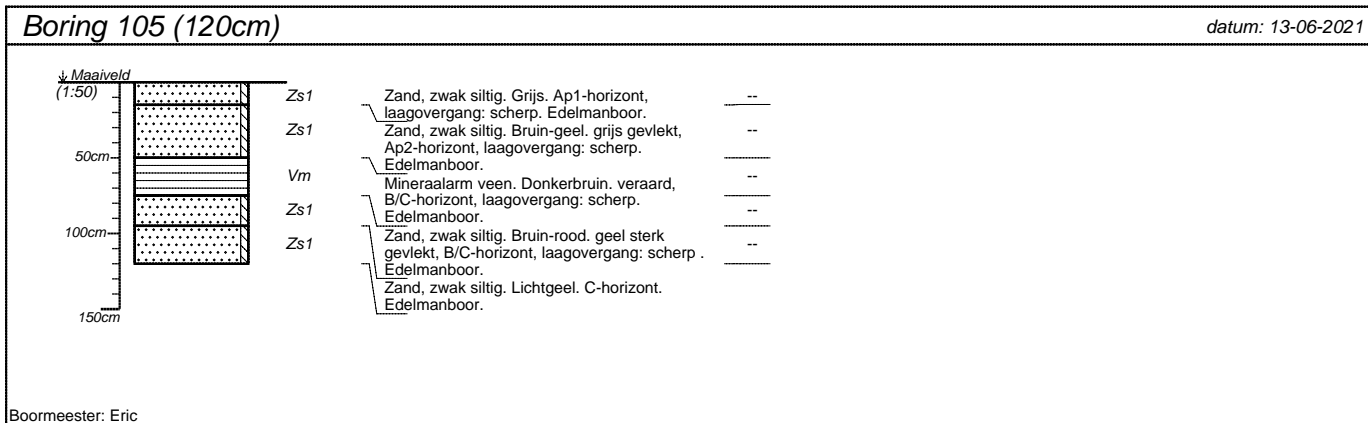 Boring 105 (120cm)
datum: 13-06-2021
Maaiveld
(1:50)
50cm
100cm
150cm
Zs1
Zand, zwak siltig. Grijs. Ap1-horizont,
laagovergang: scherp. Edelmanboor.
--
Zs1
Zand, zwak siltig. Bruin-geel. grijs gevlekt,
Ap2-horizont, laagovergang: scherp.
Edelmanboor.
--
Vm
Mineraalarm veen. Donkerbruin. veraard,
B/C-horizont, laagovergang: scherp.
Edelmanboor.
--
Zs1
Zand, zwak siltig. Bruin-rood. geel sterk
gevlekt, B/C-horizont, laagovergang: scherp .
Edelmanboor.
--
Zs1
Zand, zwak siltig. Lichtgeel. C-horizont.
Edelmanboor.
--
Boormeester: Eric